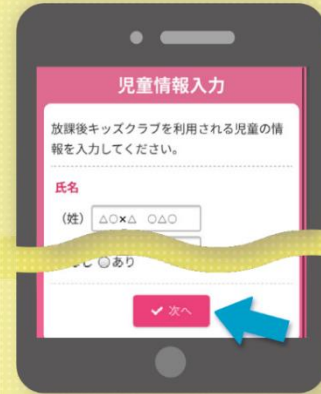 児童情報入力
放課後キッズクラブを利用される児童の情
報を入力してください。
氏名
（姓） △○×△ ○△○
あり
✔ 次へ